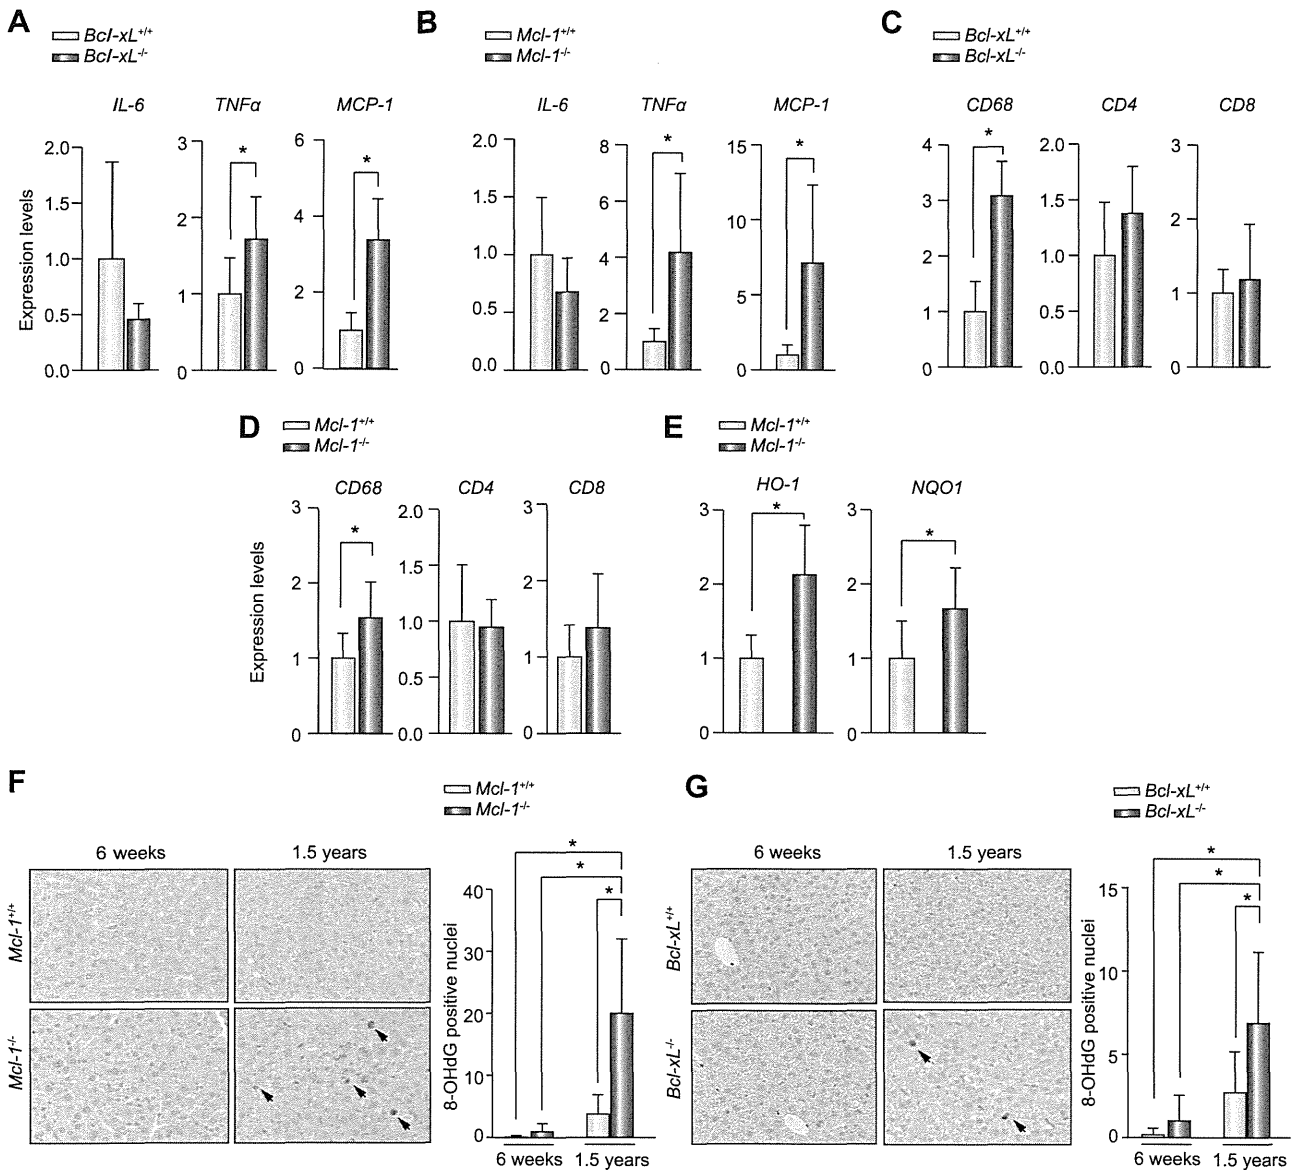 A
Bcl-xL+/+
Bcl-xL-/-
IL-6 TNFα MCP-1
Expression levels
2.0
1.5
1.0
0.5
0.0
3
2
1
0
6
4
2
0
B
Mcl-1+/+
Mcl-1-/-
IL-6 TNFα MCP-1
2.0
1.5
1.0
0.5
0.0
8
6
4
2
0
15
10
5
0
* * * *
C
Bcl-xL+/+
Bcl-xL-/-
CD68 CD4 CD8
4
3
2
1
0
2.0
1.5
1.0
0.5
0.0
3
2
1
0
*
D
Mcl-1+/+
Mcl-1-/-
CD68 CD4 CD8
Expression levels
3
2
1
0
2.0
1.5
1.0
0.5
0.0
3
2
1
0
*
E
Mcl-1+/+
Mcl-1-/-
HO-1 NQO1
3
2
1
0
3
2
1
0
* *
F
Mcl-1+/+
Mcl-1-/-
6 weeks 1.5 years
Mcl-1+/+
Mcl-1-/-
8-OHdG positive nuclei
40
30
20
10
0
*
*
*
6 weeks 1.5 years
G
Bcl-xL+/+
Bcl-xL-/-
6 weeks 1.5 years
Bcl-xL+/+
Bcl-xL-/-
8-OHdG positive nuclei
15
10
5
0
*
*
*
6 weeks 1.5 years